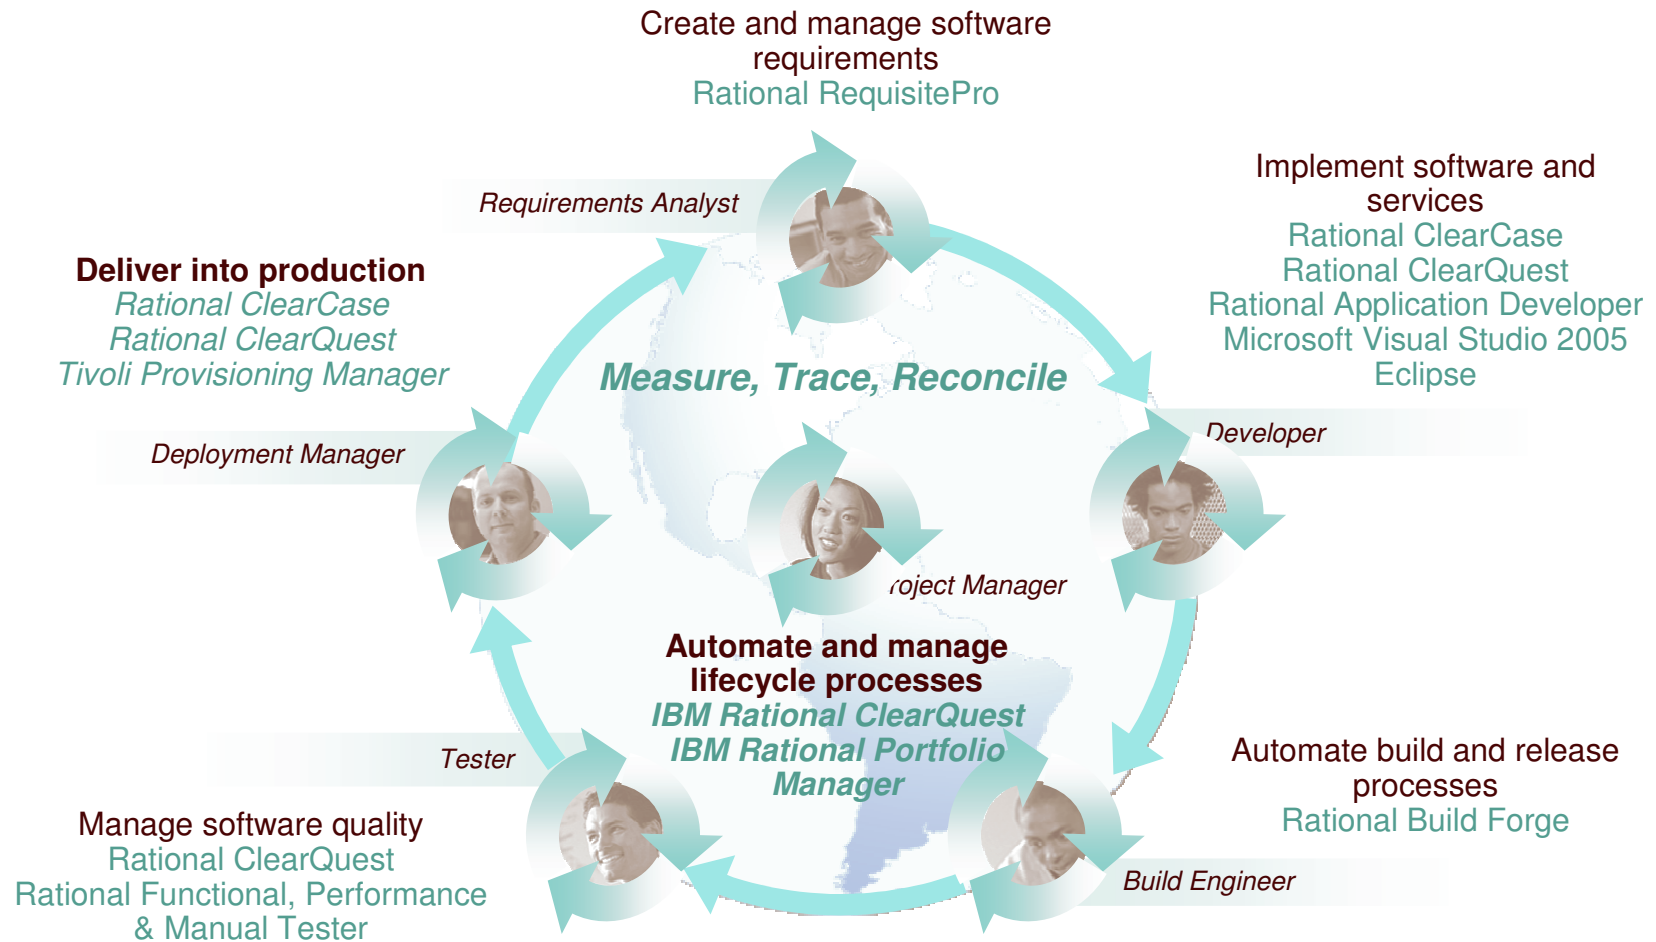 Create and manage software
requirements
Rational RequisitePro
Implement software and
services
Rational ClearCase
Rational ClearQuest
Rational Application Developer
Microsoft Visual Studio 2005
Eclipse
Requirements Analyst
Deliver into production
Rational ClearCase
Rational ClearQuest
Tivoli Provisioning Manager
Measure, Trace, Reconcile
Deployment Manager
Developer
roject Manager
Automate and manage
lifecycle processes
IBM Rational ClearQuest
IBM Rational Portfolio
Manager
Tester
Automate build and release
processes
Rational Build Forge
Manage software quality
Rational ClearQuest
Rational Functional, Performance
& Manual Tester
Build Engineer